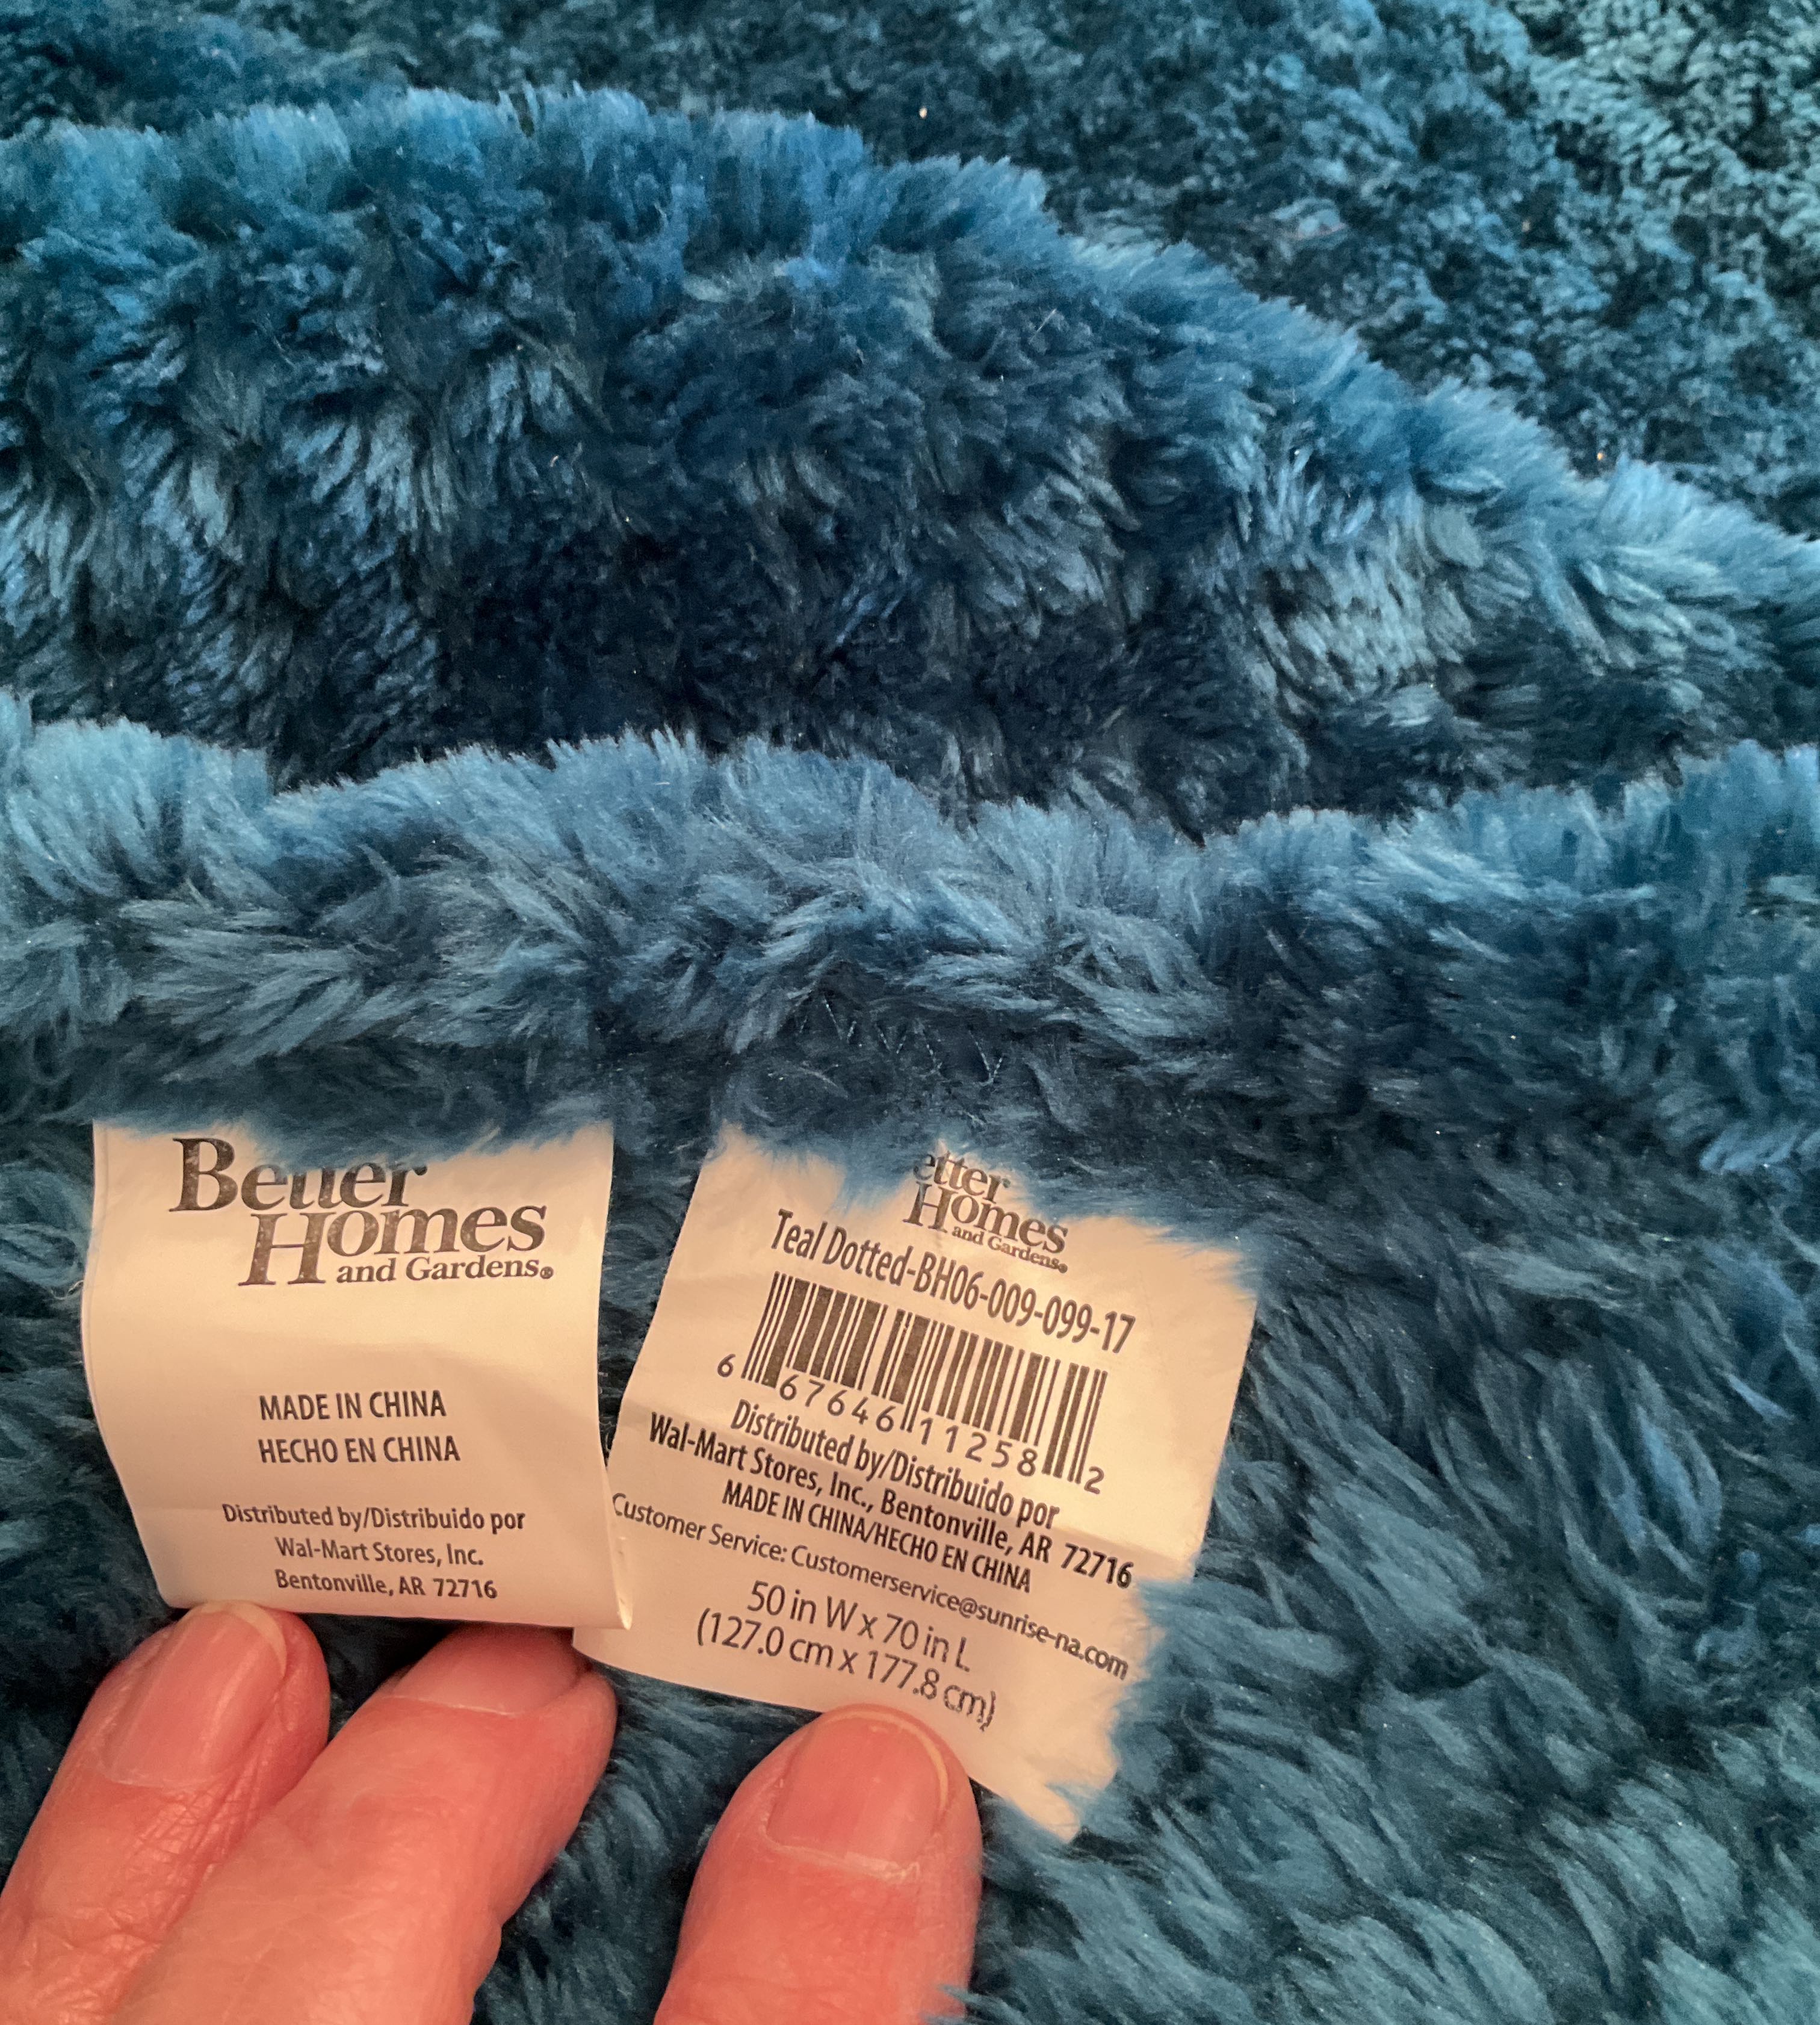 Better
Homes
and Gardens®
MADE IN CHINA
HECHO EN CHINA
Distributed by/Distribuido por
Wal-Mart Stores, Inc.
Bentonville, AR 72716
etter
Homes
and Gardens®
Teal Dotted-BH06-009-099-17
6 67646 11258 2
Distributed by/Distribuido por
Wal-Mart Stores, Inc., Bentonville, AR 72716
MADE IN CHINA/HECHO EN CHINA
Customer Service: Customerservice@sunrise-na.com
50 in W x 70 in L
(127.0 cm x 177.8 cm)